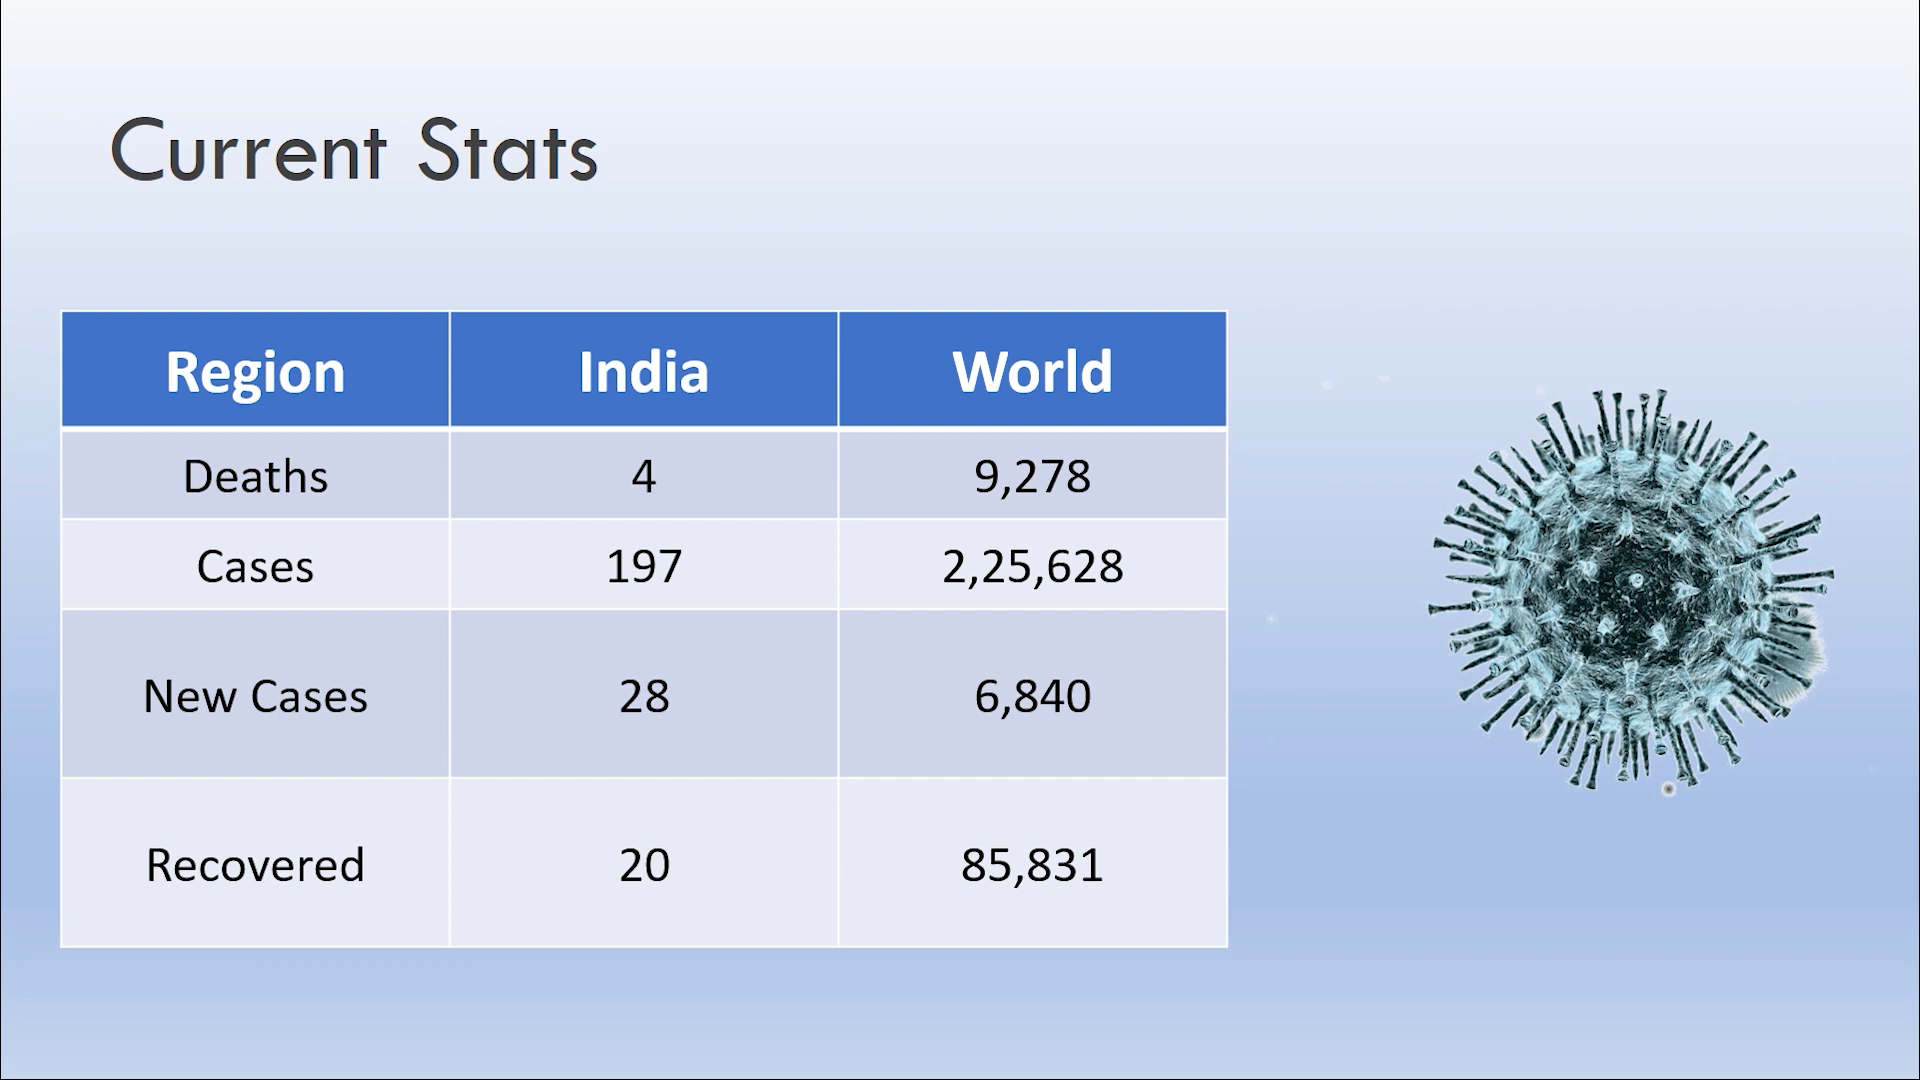 Current Stats
Region India World
Deaths 4 9,278
Cases 197 2,25,628
New Cases 28 6,840
Recovered 20 85,831